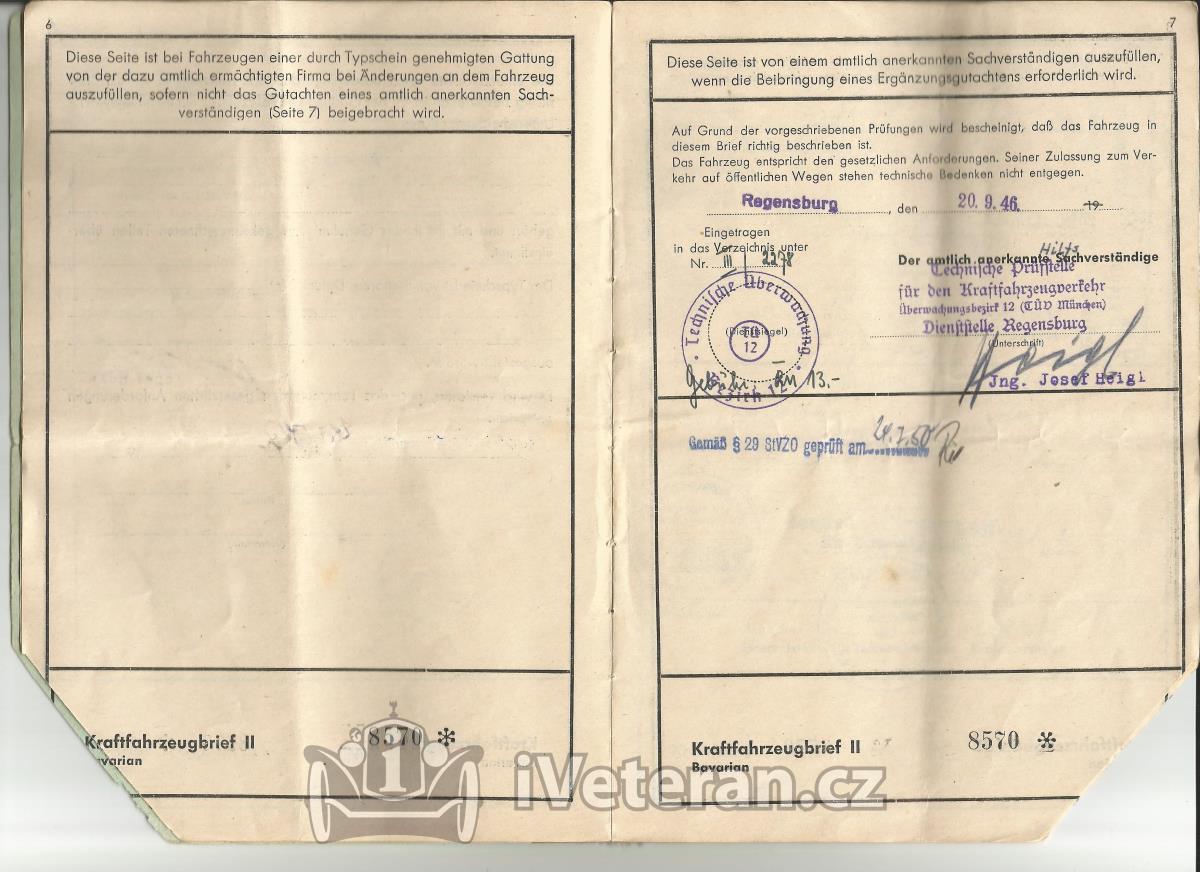 6
Diese Seite ist bei Fahrzeugen einer durch Typschein genehmigten Gattung
von der dazu amtlich ermächtigten Firma bei Änderungen an dem Fahrzeug
auszufüllen, sofern nicht das Gutachten eines amtlich anerkannten Sach-
verständigen (Seite 7) beigebracht wird.
Kraftfahrzeugbrief II
Bavarian
8570 *
7
Diese Seite ist von einem amtlich anerkannten Sachverständigen auszufüllen,
wenn die Beibringung eines Ergänzungsgutachtens erforderlich wird.
Auf Grund der vorgeschriebenen Prüfungen wird bescheinigt, daß das Fahrzeug in
diesem Brief richtig beschrieben ist.
Das Fahrzeug entspricht den gesetzlichen Anforderungen. Seiner Zulassung zum Ver-
kehr auf öffentlichen Wegen stehen technische Bedenken nicht entgegen.
Regensburg, den 20. 9. 46. 19
Eingetragen
in das Verzeichnis unter
Nr. III 2278
Technische Überwachung
(Dienstsiegel)
12
Gebühr: RM 13.-
Hilfs
Der amtlich anerkannte Sachverständige
Technische Prüfstelle
für den Kraftfahrzeugverkehr
Überwachungsbezirk 12 (TÜV München)
Dienststelle Regensburg
(Unterschrift)
Heigl
Jng. Josef Heigl
Gemäß § 29 StVZO geprüft am
Kraftfahrzeugbrief II
Bavarian
8570 *
iVeteran.cz